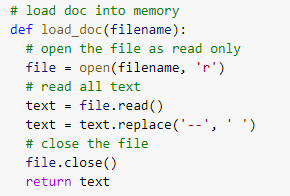 # load doc into memory
def load_doc(filename):
  # open the file as read only
  file = open(filename, 'r')
  # read all text
  text = file.read()
  text = text.replace('--', ' ')
  # close the file
  file.close()
  return text